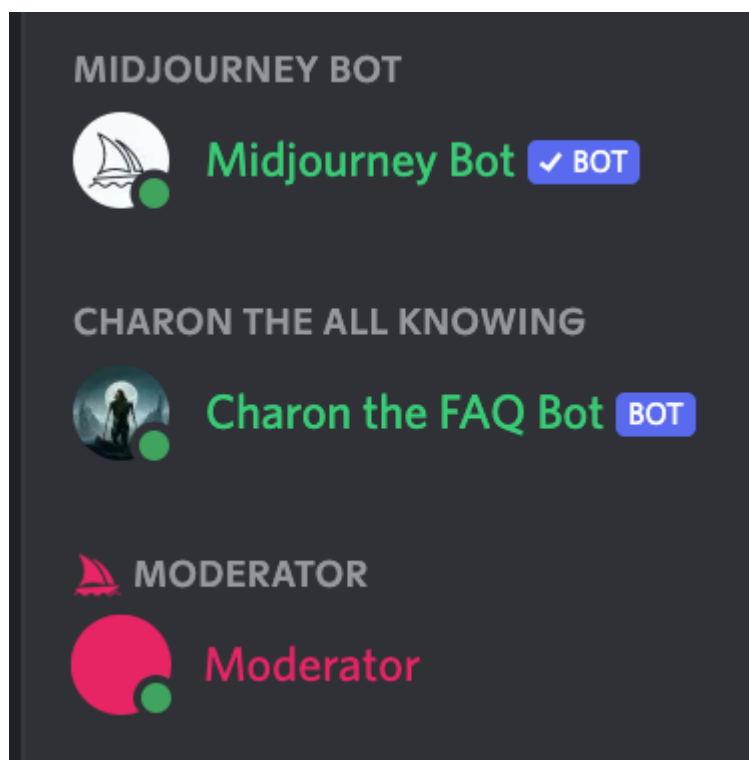 MIDJOURNEY BOT
Midjourney Bot ✓ BOT
CHARON THE ALL KNOWING
Charon the FAQ Bot BOT
MODERATOR
Moderator